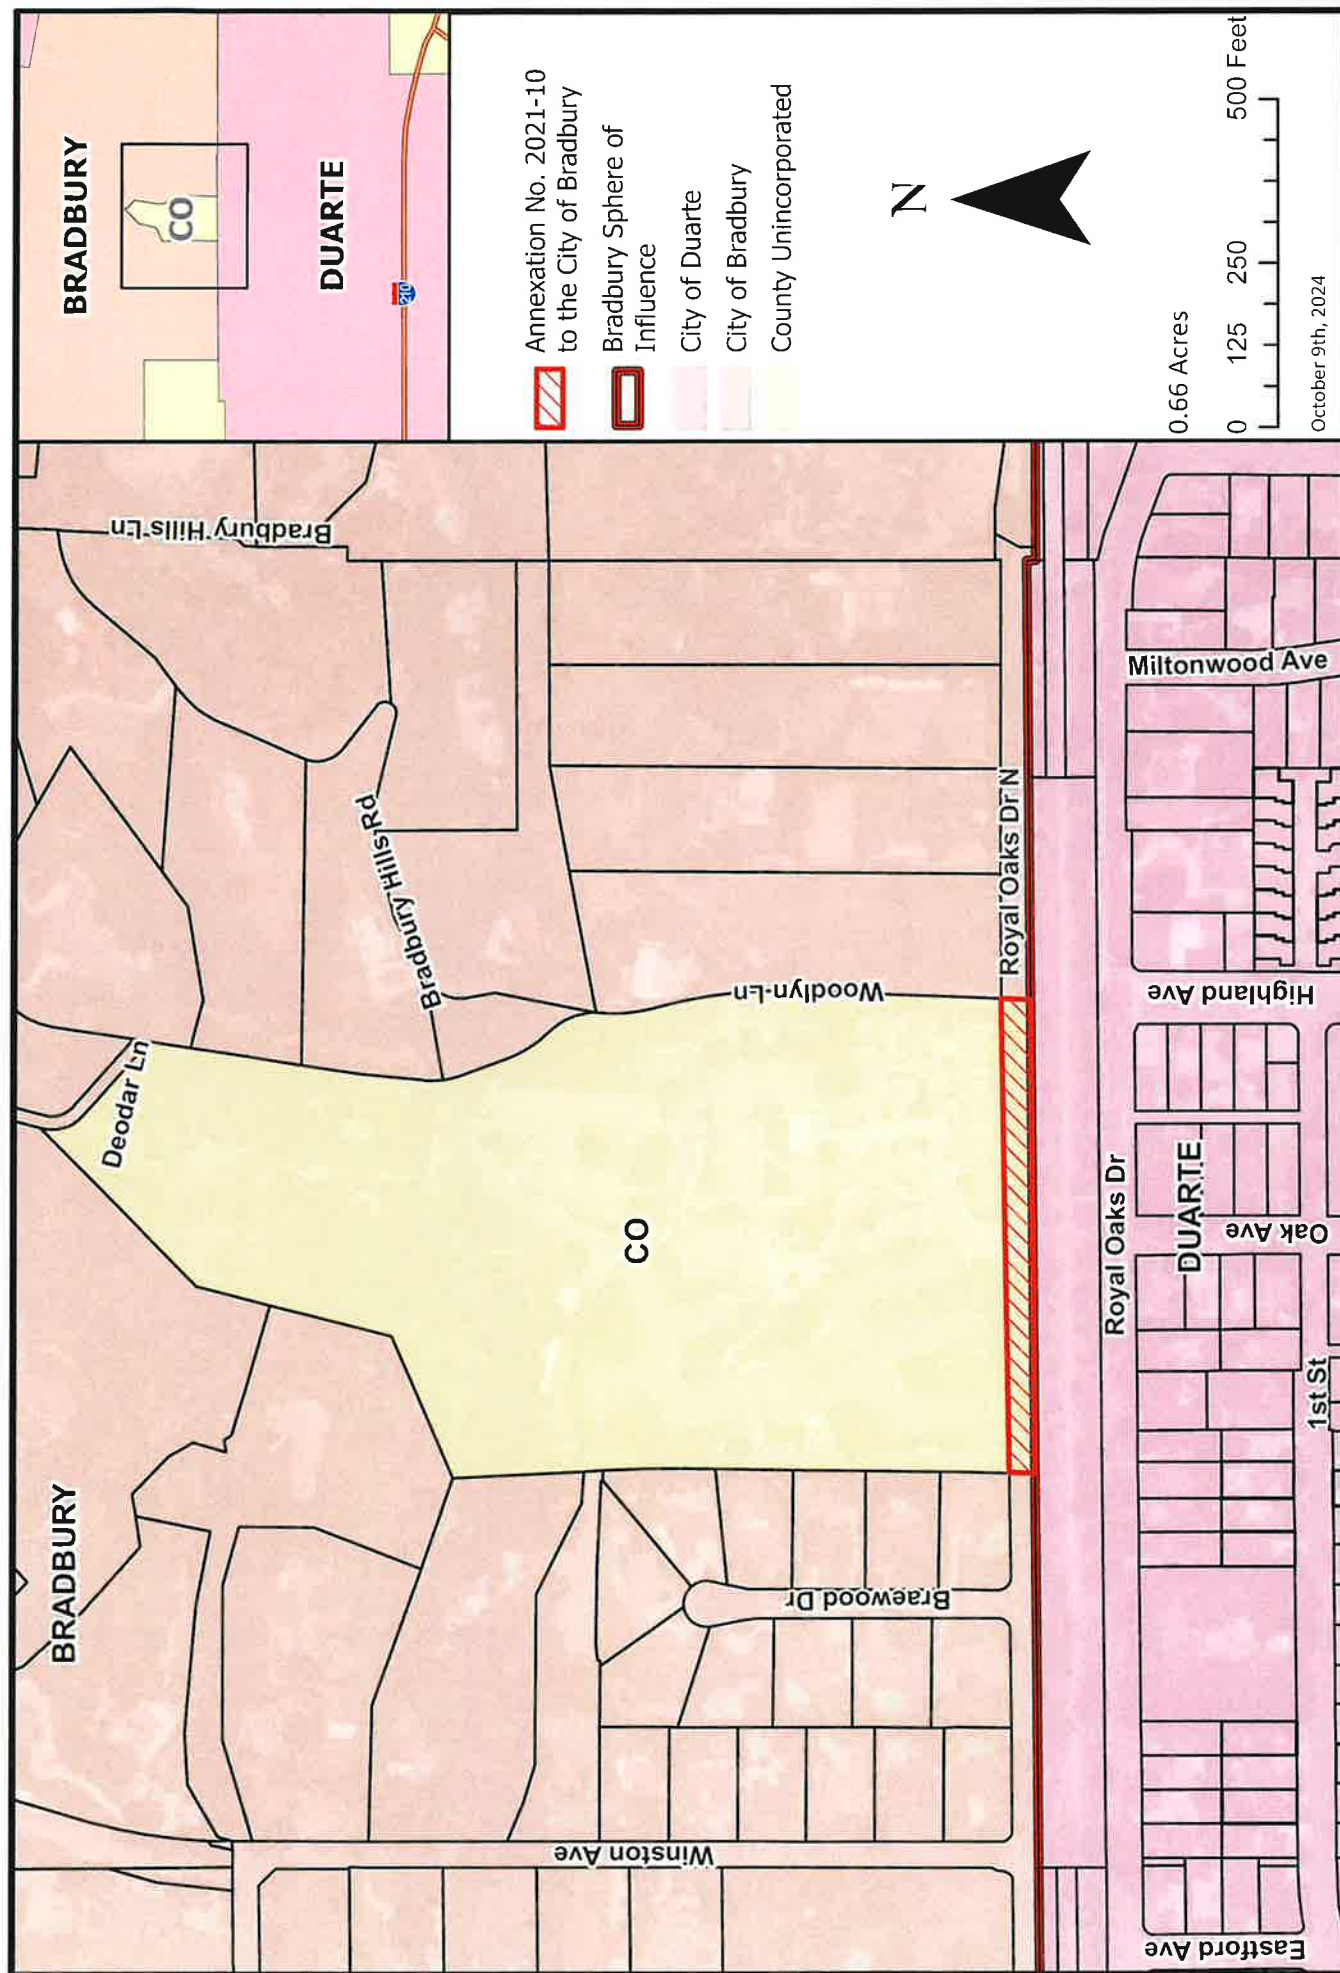 BRADBURY
CO
DUARTE
210
Annexation No. 2021-10
to the City of Bradbury
Bradbury Sphere of
Influence
City of Duarte
City of Bradbury
County Unincorporated
N
0.66 Acres
0 125 250 500 Feet
October 9th, 2024
BRADBURY
Deodar Ln
Bradbury Hills Ln
Bradbury Hills Rd
CO
Woodlyn Ln
Winston Ave
Braewood Dr
Royal Oaks Dr N
Royal Oaks Dr
DUARTE
Eastford Ave
1st St
Oak Ave
Highland Ave
Miltonwood Ave